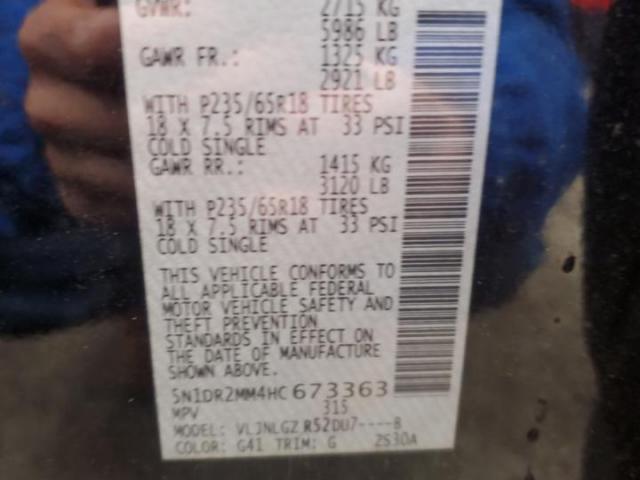 GVWR: 2715 KG
5986 LB
GAWR FR.: 1325 KG
2921 LB
WITH P235/65R18 TIRES
18 X 7.5 RIMS AT 33 PSI
COLD SINGLE
GAWR RR.: 1415 KG
3120 LB
WITH P235/65R18 TIRES
18 X 7.5 RIMS AT 33 PSI
COLD SINGLE
THIS VEHICLE CONFORMS TO
ALL APPLICABLE FEDERAL
MOTOR VEHICLE SAFETY AND
THEFT PREVENTION
STANDARDS IN EFFECT ON
THE DATE OF MANUFACTURE
SHOWN ABOVE.
5N1DR2MM4HC673363
MPV 315
MODEL: VLJNLGZ R52DU7----B
COLOR: G41 TRIM: G 2S30A